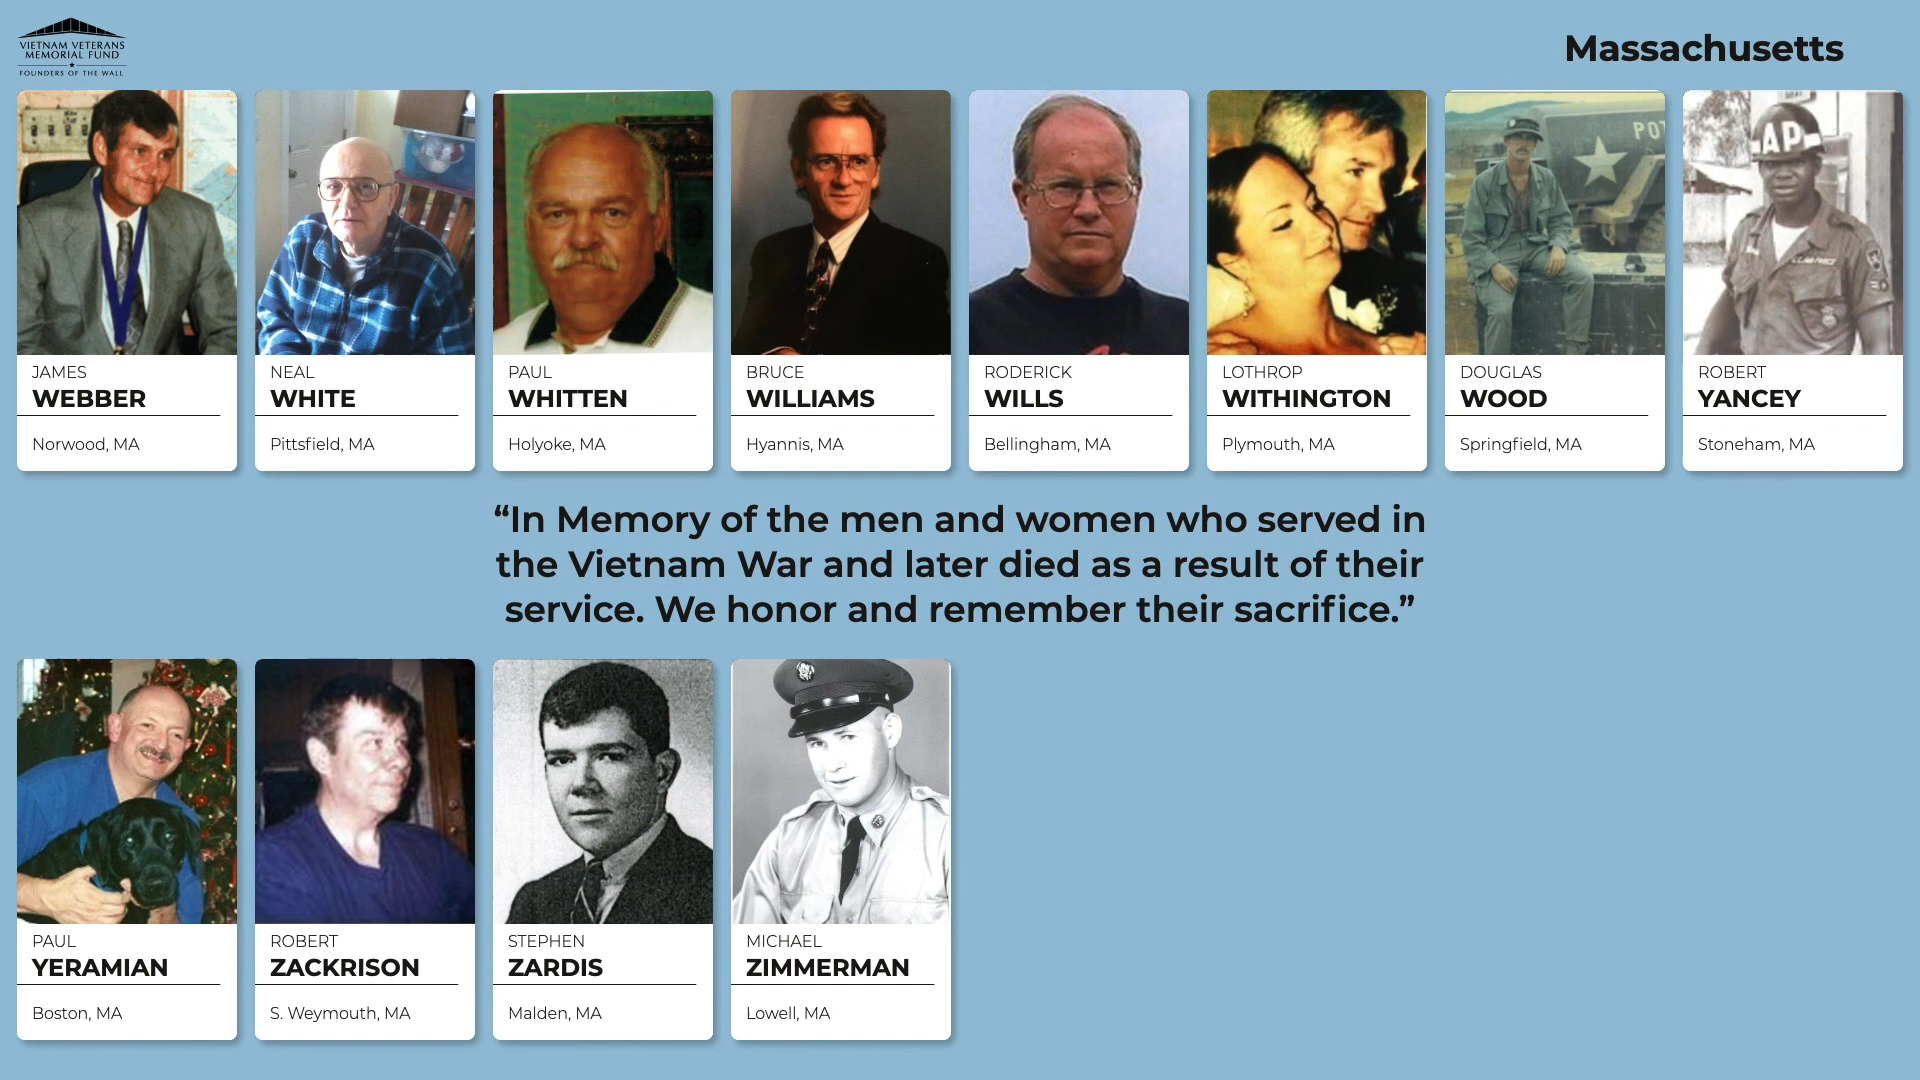 VIETNAM VETERANS
MEMORIAL FUND
FOUNDERS OF THE WALL
Massachusetts
POT
AP
U.S. AIR FORCE
JAMES
WEBBER
Norwood, MA
NEAL
WHITE
Pittsfield, MA
PAUL
WHITTEN
Holyoke, MA
BRUCE
WILLIAMS
Hyannis, MA
RODERICK
WILLS
Bellingham, MA
LOTHROP
WITHINGTON
Plymouth, MA
DOUGLAS
WOOD
Springfield, MA
ROBERT
YANCEY
Stoneham, MA
“In Memory of the men and women who served in
the Vietnam War and later died as a result of their
service. We honor and remember their sacrifice.”
PAUL
YERAMIAN
Boston, MA
ROBERT
ZACKRISON
S. Weymouth, MA
STEPHEN
ZARDIS
Malden, MA
MICHAEL
ZIMMERMAN
Lowell, MA